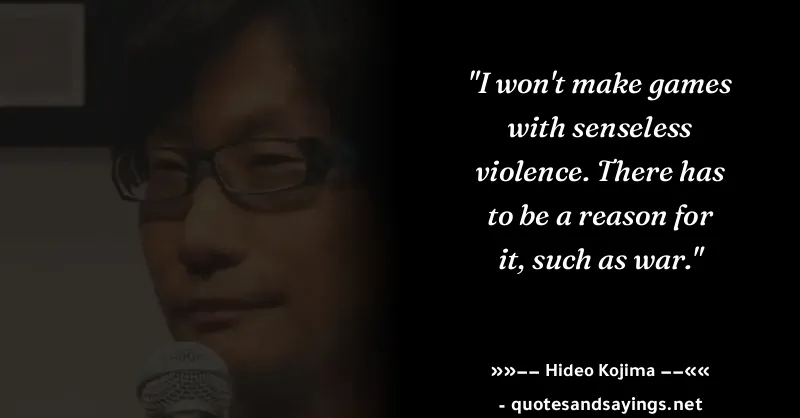 "I won't make games
with senseless
violence. There has
to be a reason for
it, such as war."
»»–– Hideo Kojima ––««
- quotesandsayings.net